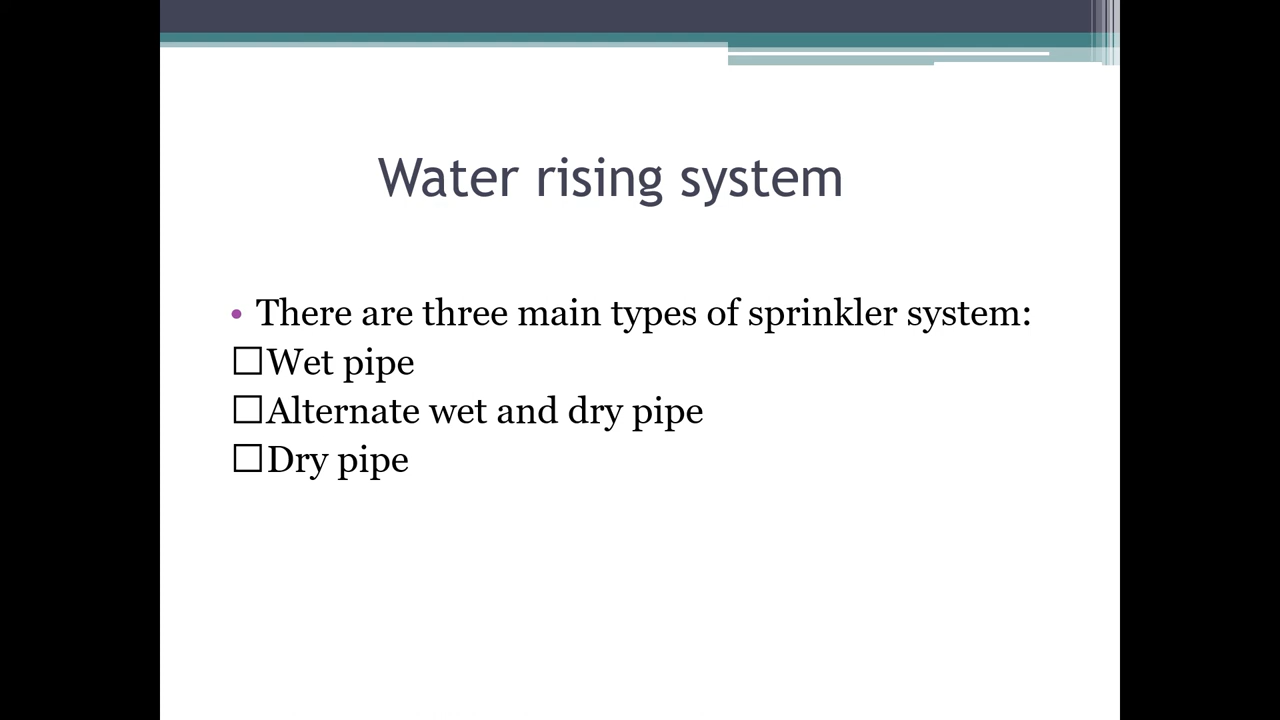 Water rising system
• There are three main types of sprinkler system:
□Wet pipe
□Alternate wet and dry pipe
□Dry pipe